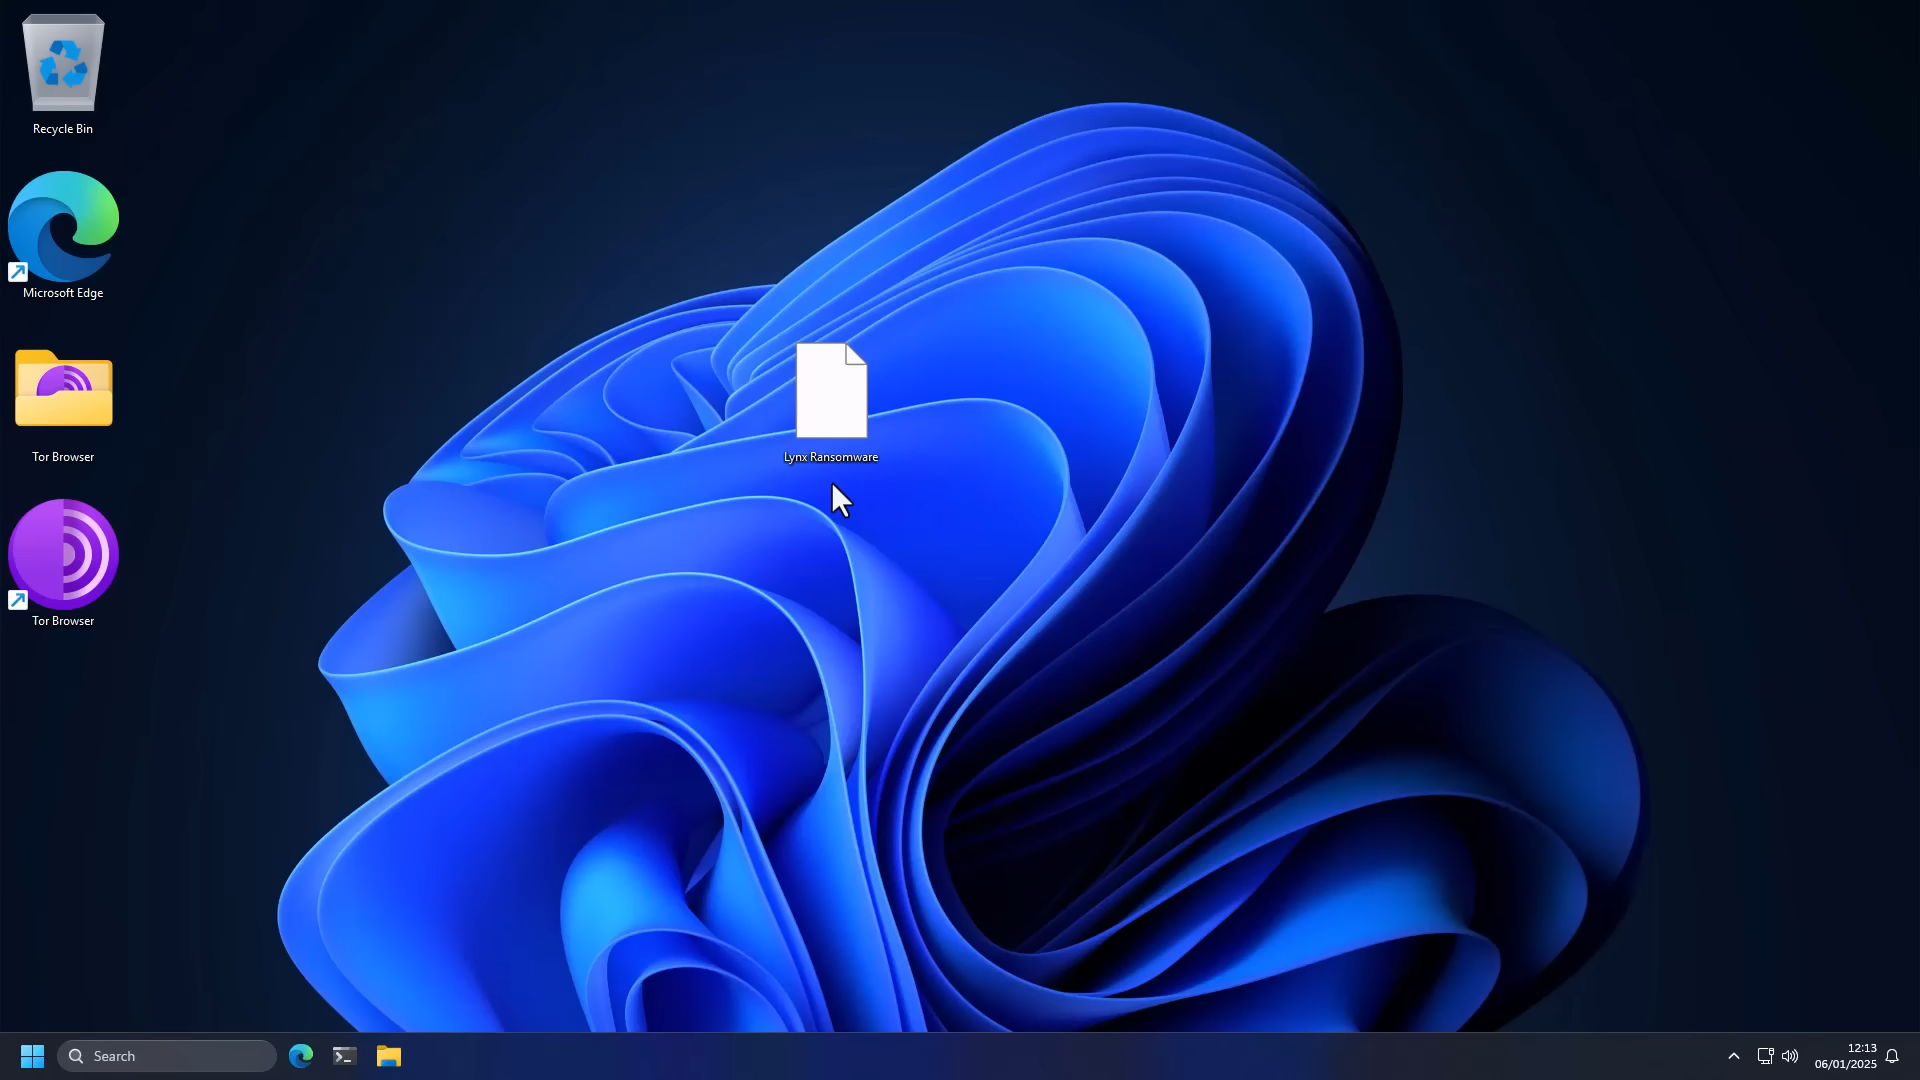 Recycle Bin
Microsoft Edge
Tor Browser
Tor Browser
Lynx Ransomware
Search
12:13
06/01/2025